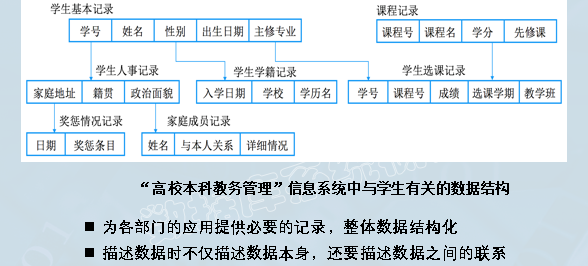 学生基本记录
学号 姓名 性别 出生日期 主修专业
课程记录
课程号 课程名 学分 先修课
学生人事记录
家庭地址 籍贯 政治面貌
学生学籍记录
入学日期 学校 学历名
学生选课记录
学号 课程号 成绩 选课学期 教学班
奖惩情况记录
日期 奖惩条目
家庭成员记录
姓名 与本人关系 详细情况
“高校本科教务管理”信息系统中与学生有关的数据结构
■ 为各部门的应用提供必要的记录，整体数据结构化
■ 描述数据时不仅描述数据本身，还要描述数据之间的联系